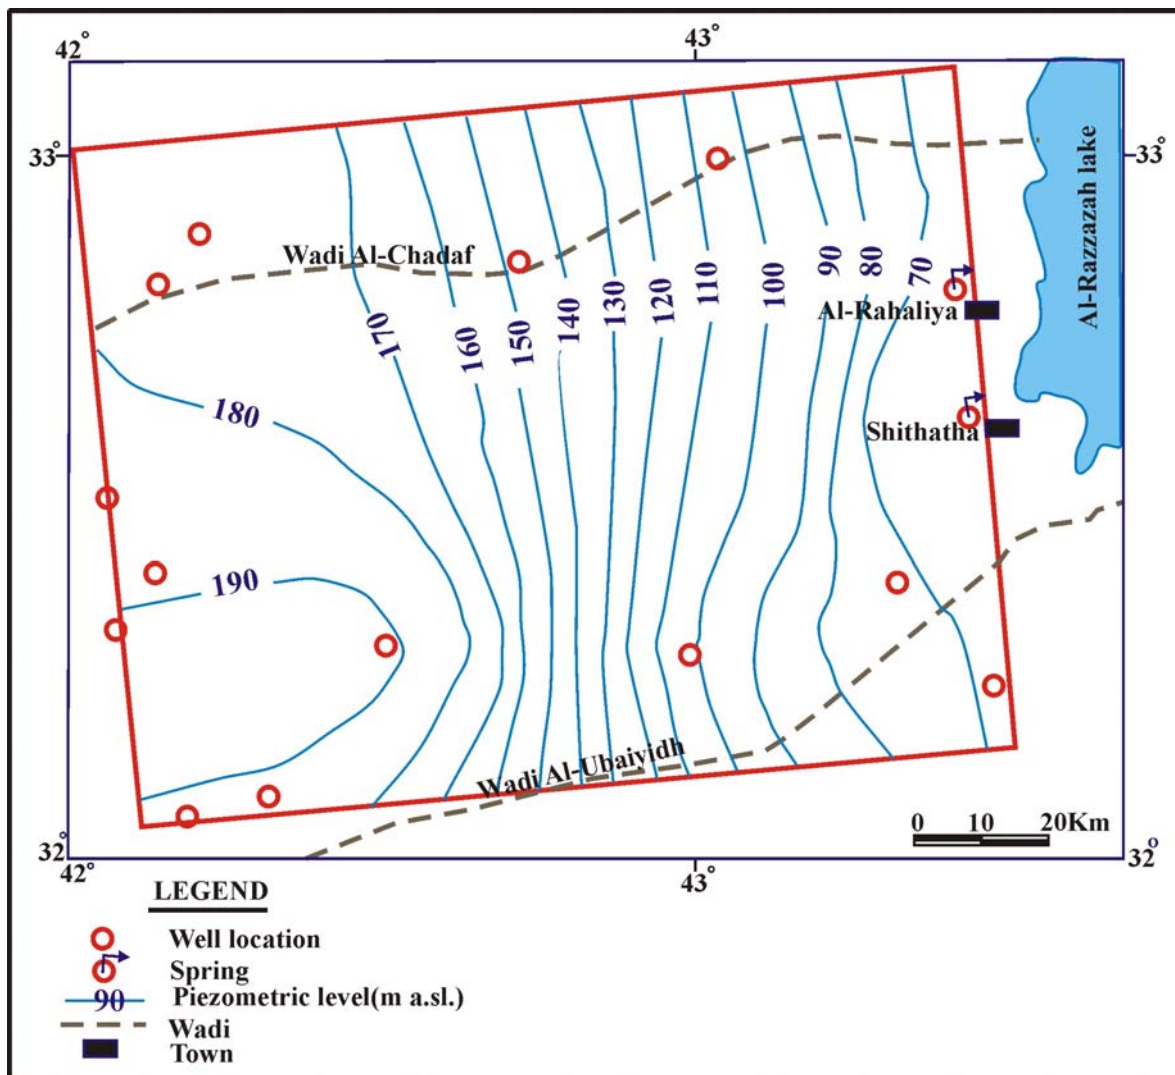 42°
43°
33°
33°
Al-Razzazah lake
Wadi Al-Chadaf
90
80
70
100
110
120
130
140
150
160
170
Al-Rahaliya
180
Shithatha
190
Wadi Al-Ubaiyidh
0 10 20Km
32°
32°
42°
43°
LEGEND
Well location
Spring
90 Piezometric level(m a.sl.)
Wadi
Town